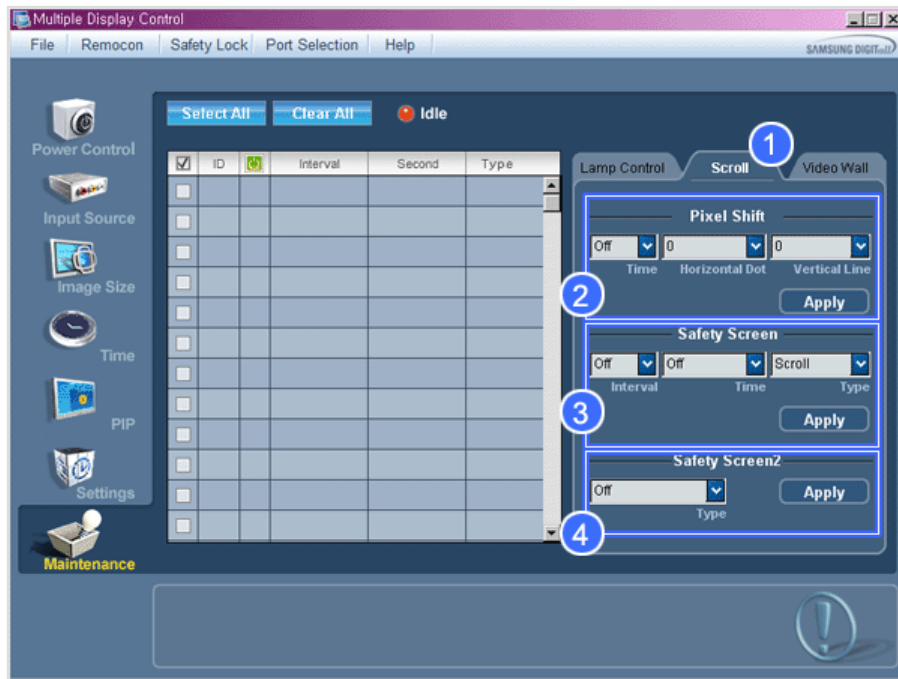 Multiple Display Control
File Remocon Safety Lock Port Selection Help
SAMSUNG DIGITall
Select All Clear All Idle
Power Control
Input Source
Image Size
Time
PIP
Settings
Maintenance
ID Interval Second Type
1
Lamp Control Scroll Video Wall
Pixel Shift
Off 0 0
Time Horizontal Dot Vertical Line
2
Apply
Safety Screen
Off Off Scroll
Interval Time Type
3
Apply
Safety Screen2
Off Apply
Type
4